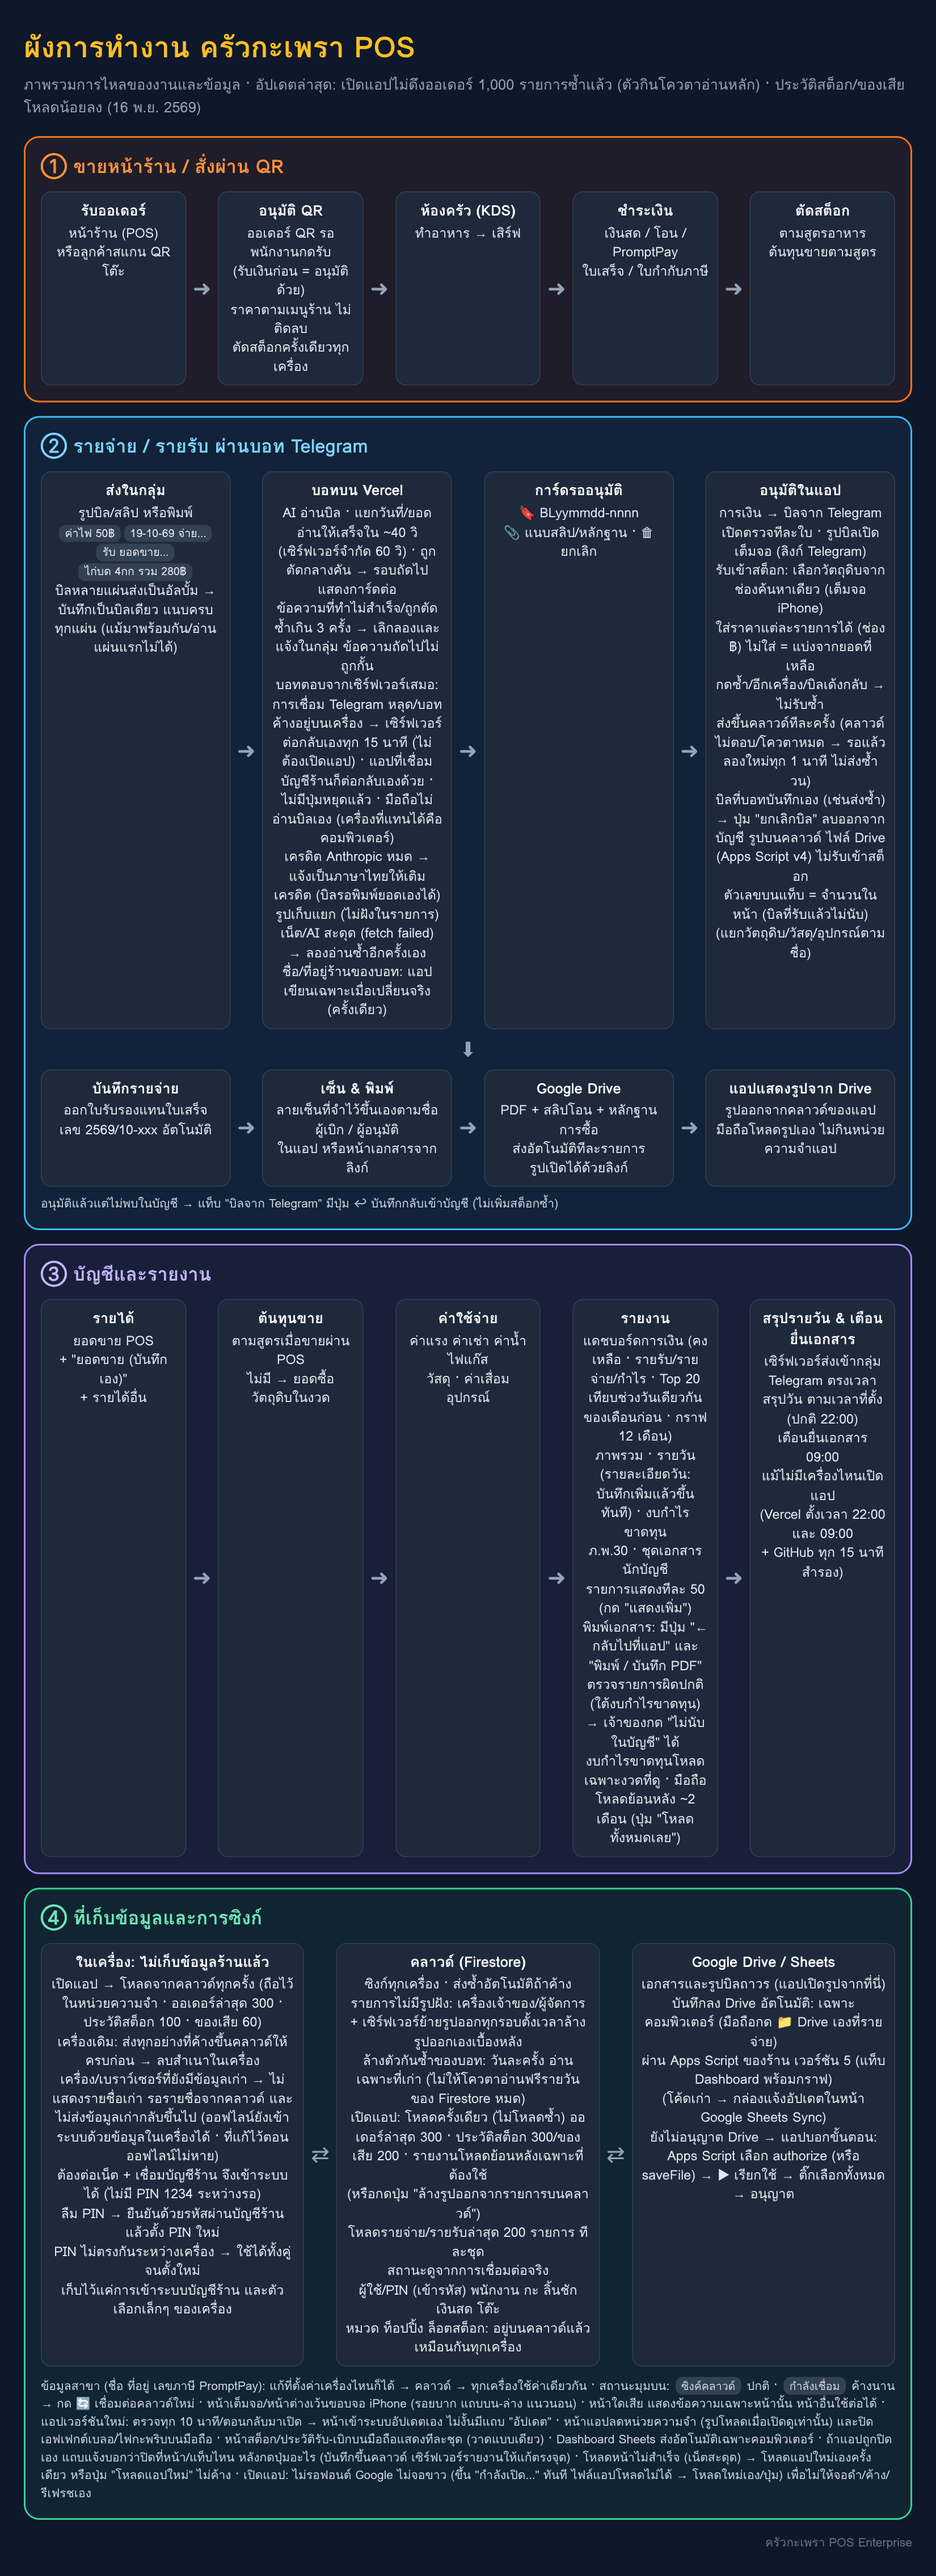 ผังการทำงาน ครัวกะเพรา POS
ภาพรวมการไหลของงานและข้อมูล · อัปเดตล่าสุด: เปิดแอปไม่ดึงออเดอร์ 1,000 รายการซ้ำแล้ว (ตัวกินโควตาอ่านหลัก) · ประวัติสต็อก/ของเสีย
โหลดน้อยลง (16 พ.ย. 2569)
① ขายหน้าร้าน / สั่งผ่าน QR
รับออเดอร์
หน้าร้าน (POS)
หรือลูกค้าสแกน QR
โต๊ะ
➜
อนุมัติ QR
ออเดอร์ QR รอ
พนักงานกดรับ
(รับเงินก่อน = อนุมัติ
ด้วย)
ราคาตามเมนูร้าน ไม่
ติดลบ
ตัดสต็อกครั้งเดียวทุก
เครื่อง
➜
ห้องครัว (KDS)
ทำอาหาร → เสิร์ฟ
➜
ชำระเงิน
เงินสด / โอน /
PromptPay
ใบเสร็จ / ใบกำกับภาษี
➜
ตัดสต็อก
ตามสูตรอาหาร
ต้นทุนขายตามสูตร
② รายจ่าย / รายรับ ผ่านบอท Telegram
ส่งในกลุ่ม
รูปบิล/สลิป หรือพิมพ์
ค่าไฟ 50฿ 19-10-69 จ่าย...
รับ ยอดขาย...
ไก่บด 4กก รวม 280฿
บิลหลายแผ่นส่งเป็นอัลบั้ม →
บันทึกเป็นบิลเดียว แนบครบ
ทุกแผ่น (แม้มาพร้อมกัน/อ่าน
แผ่นแรกไม่ได้)
➜
บอทบน Vercel
AI อ่านบิล · แยกวันที่/ยอด
อ่านให้เสร็จใน ~40 วิ
(เซิร์ฟเวอร์จำกัด 60 วิ) · ถูก
ตัดกลางคัน → รอบถัดไป
แสดงการ์ดต่อ
ข้อความที่ทำไม่สำเร็จ/ถูกตัด
ซ้ำเกิน 3 ครั้ง → เลิกลองและ
แจ้งในกลุ่ม ข้อความถัดไปไม่
ถูกกั้น
บอทตอบจากเซิร์ฟเวอร์เสมอ:
การเชื่อม Telegram หลุด/บอท
ค้างอยู่บนเครื่อง → เซิร์ฟเวอร์
ต่อกลับเองทุก 15 นาที (ไม่
ต้องเปิดแอป) · แอปที่เชื่อม
บัญชีร้านก็ต่อกลับเองด้วย ·
ไม่มีปุ่มหยุดแล้ว · มือถือไม่
อ่านบิลเอง (เครื่องที่แทนได้คือ
คอมพิวเตอร์)
เครดิต Anthropic หมด →
แจ้งเป็นภาษาไทยให้เติม
เครดิต (บิลรอพิมพ์ยอดเองได้)
รูปเก็บแยก (ไม่ฝังในรายการ)
เน็ต/AI สะดุด (fetch failed)
→ ลองอ่านซ้ำอีกครั้งเอง
ชื่อ/ที่อยู่ร้านของบอท: แอป
เขียนเฉพาะเมื่อเปลี่ยนจริง
(ครั้งเดียว)
➜
การ์ดรออนุมัติ
🔖 BLyymmdd-nnnn
📎 แนบสลิป/หลักฐาน · 🗑
ยกเลิก
➜
อนุมัติในแอป
การเงิน → บิลจาก Telegram
เปิดตรวจทีละใบ · รูปบิลเปิด
เต็มจอ (ลิงก์ Telegram)
รับเข้าสต็อก: เลือกวัตถุดิบจาก
ช่องค้นหาเดียว (เต็มจอ
iPhone)
ใส่ราคาแต่ละรายการได้ (ช่อง
฿) ไม่ใส่ = แบ่งจากยอดที่
เหลือ
กดซ้ำ/อีกเครื่อง/บิลเด้งกลับ →
ไม่รับซ้ำ
ส่งขึ้นคลาวด์ทีละครั้ง (คลาวด์
ไม่ตอบ/โควตาหมด → รอแล้ว
ลองใหม่ทุก 1 นาที ไม่ส่งซ้ำ
วน)
บิลที่บอทบันทึกเอง (เช่นส่งซ้ำ)
→ ปุ่ม "ยกเลิกบิล" ลบออกจาก
บัญชี รูปบนคลาวด์ ไฟล์ Drive
(Apps Script v4) ไม่รับเข้าสต็
อก
ตัวเลขบนแท็บ = จำนวนใน
หน้า (บิลที่รับแล้วไม่นับ)
(แยกวัตถุดิบ/วัสดุ/อุปกรณ์ตาม
ชื่อ)
⬇
บันทึกรายจ่าย
ออกใบรับรองแทนใบเสร็จ
เลข 2569/10-xxx อัตโนมัติ
➜
เซ็น & พิมพ์
ลายเซ็นที่จำไว้ขึ้นเองตามชื่อ
ผู้เบิก / ผู้อนุมัติ
ในแอป หรือหน้าเอกสารจาก
ลิงก์
➜
Google Drive
PDF + สลิปโอน + หลักฐาน
การซื้อ
ส่งอัตโนมัติทีละรายการ
รูปเปิดได้ด้วยลิงก์
➜
แอปแสดงรูปจาก Drive
รูปออกจากคลาวด์ของแอป
มือถือโหลดรูปเอง ไม่กินหน่วย
ความจำแอป
อนุมัติแล้วแต่ไม่พบในบัญชี → แท็บ "บิลจาก Telegram" มีปุ่ม ↩ บันทึกกลับเข้าบัญชี (ไม่เพิ่มสต็อกซ้ำ)
③ บัญชีและรายงาน
รายได้
ยอดขาย POS
+ "ยอดขาย (บันทึก
เอง)"
+ รายได้อื่น
➜
ต้นทุนขาย
ตามสูตรเมื่อขายผ่าน
POS
ไม่มี → ยอดซื้อ
วัตถุดิบในงวด
➜
ค่าใช้จ่าย
ค่าแรง ค่าเช่า ค่าน้ำ
ไฟแก๊ส
วัสดุ · ค่าเสื่อม
อุปกรณ์
➜
รายงาน
แดชบอร์ดการเงิน (คง
เหลือ · รายรับ/ราย
จ่าย/กำไร · Top 20
เทียบช่วงวันเดียวกัน
ของเดือนก่อน · กราฟ
12 เดือน)
ภาพรวม · รายวัน
(รายละเอียดวัน:
บันทึกเพิ่มแล้วขึ้น
ทันที) · งบกำไร
ขาดทุน
ภ.พ.30 · ชุดเอกสาร
นักบัญชี
รายการแสดงทีละ 50
(กด "แสดงเพิ่ม")
พิมพ์เอกสาร: มีปุ่ม "←
กลับไปที่แอป" และ
"พิมพ์ / บันทึก PDF"
ตรวจรายการผิดปกติ
(ใต้งบกำไรขาดทุน)
→ เจ้าของกด "ไม่นับ
ในบัญชี" ได้
งบกำไรขาดทุนโหลด
เฉพาะงวดที่ดู · มือถือ
โหลดย้อนหลัง ~2
เดือน (ปุ่ม "โหลด
ทั้งหมดเลย")
➜
สรุปรายวัน & เตือน
ยื่นเอกสาร
เซิร์ฟเวอร์ส่งเข้ากลุ่ม
Telegram ตรงเวลา
สรุปวัน ตามเวลาที่ตั้ง
(ปกติ 22:00)
เตือนยื่นเอกสาร
09:00
แม้ไม่มีเครื่องไหนเปิด
แอป
(Vercel ตั้งเวลา 22:00
และ 09:00
+ GitHub ทุก 15 นาที
สำรอง)
④ ที่เก็บข้อมูลและการซิงก์
ในเครื่อง: ไม่เก็บข้อมูลร้านแล้ว
เปิดแอป → โหลดจากคลาวด์ทุกครั้ง (ถือไว้
ในหน่วยความจำ · ออเดอร์ล่าสุด 300 ·
ประวัติสต็อก 100 · ของเสีย 60)
เครื่องเดิม: ส่งทุกอย่างที่ค้างขึ้นคลาวด์ให้
ครบก่อน → ลบสำเนาในเครื่อง
เครื่อง/เบราว์เซอร์ที่ยังมีข้อมูลเก่า → ไม่
แสดงรายชื่อเก่า รอรายชื่อจากคลาวด์ และ
ไม่ส่งข้อมูลเก่ากลับขึ้นไป (ออฟไลน์ยังเข้า
ระบบด้วยข้อมูลในเครื่องได้ · ที่แก้ไว้ตอน
ออฟไลน์ไม่หาย)
ต้องต่อเน็ต + เชื่อมบัญชีร้าน จึงเข้าระบบ
ได้ (ไม่มี PIN 1234 ระหว่างรอ)
ลืม PIN → ยืนยันด้วยรหัสผ่านบัญชีร้าน
แล้วตั้ง PIN ใหม่
PIN ไม่ตรงกันระหว่างเครื่อง → ใช้ได้ทั้งคู่
จนตั้งใหม่
เก็บไว้แค่การเข้าระบบบัญชีร้าน และตัว
เลือกเล็กๆ ของเครื่อง
⇄
คลาวด์ (Firestore)
ซิงก์ทุกเครื่อง · ส่งซ้ำอัตโนมัติถ้าค้าง
รายการไม่มีรูปฝัง: เครื่องเจ้าของ/ผู้จัดการ
+ เซิร์ฟเวอร์ย้ายรูปออกทุกรอบตั้งเวลาล้าง
รูปออกเองเบื้องหลัง
ล้างตัวกันซ้ำของบอท: วันละครั้ง อ่าน
เฉพาะที่เก่า (ไม่ให้โควตาอ่านฟรีรายวัน
ของ Firestore หมด)
เปิดแอป: โหลดครั้งเดียว (ไม่โหลดซ้ำ) ออ
เดอร์ล่าสุด 300 · ประวัติสต็อก 300/ของ
เสีย 200 · รายงานโหลดย้อนหลังเฉพาะที่
ต้องใช้
(หรือกดปุ่ม "ล้างรูปออกจากรายการบนคลา
วด์")
โหลดรายจ่าย/รายรับล่าสุด 200 รายการ ที
ละชุด
สถานะดูจากการเชื่อมต่อจริง
ผู้ใช้/PIN (เข้ารหัส) พนักงาน กะ ลิ้นชัก
เงินสด โต๊ะ
หมวด ท็อปปิ้ง ล็อตสต็อก: อยู่บนคลาวด์แล้ว
เหมือนกันทุกเครื่อง
⇄
Google Drive / Sheets
เอกสารและรูปบิลถาวร (แอปเปิดรูปจากที่นี่)
บันทึกลง Drive อัตโนมัติ: เฉพาะ
คอมพิวเตอร์ (มือถือกด 📁 Drive เองที่ราย
จ่าย)
ผ่าน Apps Script ของร้าน เวอร์ชัน 5 (แท็บ
Dashboard พร้อมกราฟ)
(โค้ดเก่า → กล่องแจ้งอัปเดตในหน้า
Google Sheets Sync)
ยังไม่อนุญาต Drive → แอปบอกขั้นตอน:
Apps Script เลือก authorize (หรือ
saveFile) → ▶ เรียกใช้ → ติ๊กเลือกทั้งหมด
→ อนุญาต
ข้อมูลสาขา (ชื่อ ที่อยู่ เลขภาษี PromptPay): แก้ที่ตั้งค่าเครื่องไหนก็ได้ → คลาวด์ → ทุกเครื่องใช้ค่าเดียวกัน · สถานะมุมบน: ซิงค์คลาวด์ ปกติ · กำลังเชื่อม ค้างนาน
→ กด 🔄 เชื่อมต่อคลาวด์ใหม่ · หน้าเต็มจอ/หน้าต่างเว้นขอบจอ iPhone (รอยบาก แถบบน-ล่าง แนวนอน) · หน้าใดเสีย แสดงข้อความเฉพาะหน้านั้น หน้าอื่นใช้ต่อได้ ·
แอปเวอร์ชันใหม่: ตรวจทุก 10 นาที/ตอนกลับมาเปิด → หน้าเข้าระบบอัปเดตเอง ไม่งั้นมีแถบ "อัปเดต" · หน้าแอปลดหน่วยความจำ (รูปโหลดเมื่อเปิดดูเท่านั้น) และปิด
เอฟเฟกต์เบลอ/ไฟกะพริบบนมือถือ · หน้าสต็อก/ประวัติรับ-เบิกบนมือถือแสดงทีละชุด (วาดแบบเดียว) · Dashboard Sheets ส่งอัตโนมัติเฉพาะคอมพิวเตอร์ · ถ้าแอปถูกปิด
เอง แถบแจ้งบอกว่าปิดที่หน้า/แท็บไหน หลังกดปุ่มอะไร (บันทึกขึ้นคลาวด์ เซิร์ฟเวอร์รายงานให้แก้ตรงจุด) · โหลดหน้าไม่สำเร็จ (เน็ตสะดุด) → โหลดแอปใหม่เองครั้ง
เดียว หรือปุ่ม "โหลดแอปใหม่" ไม่ค้าง · เปิดแอป: ไม่รอฟอนต์ Google ไม่จอขาว (ขึ้น "กำลังเปิด..." ทันที ไฟล์แอปโหลดไม่ได้ → โหลดใหม่เอง/ปุ่ม) เพื่อไม่ให้จอดำ/ค้าง/
รีเฟรชเอง
ครัวกะเพรา POS Enterprise